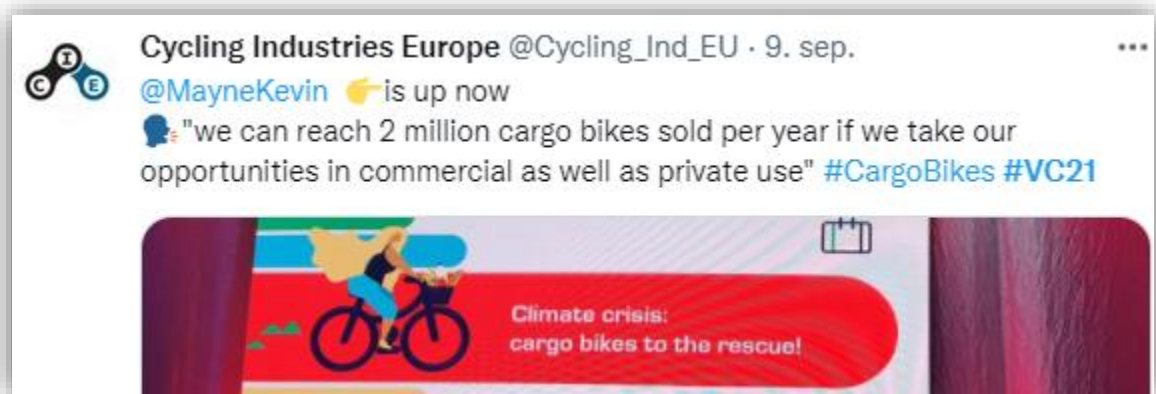 Cycling Industries Europe @Cycling_Ind_EU · 9. sep.
@MayneKevin 👉is up now
🗣"we can reach 2 million cargo bikes sold per year if we take our
opportunities in commercial as well as private use" #CargoBikes #VC21
C I E
Climate crisis:
cargo bikes to the rescue!